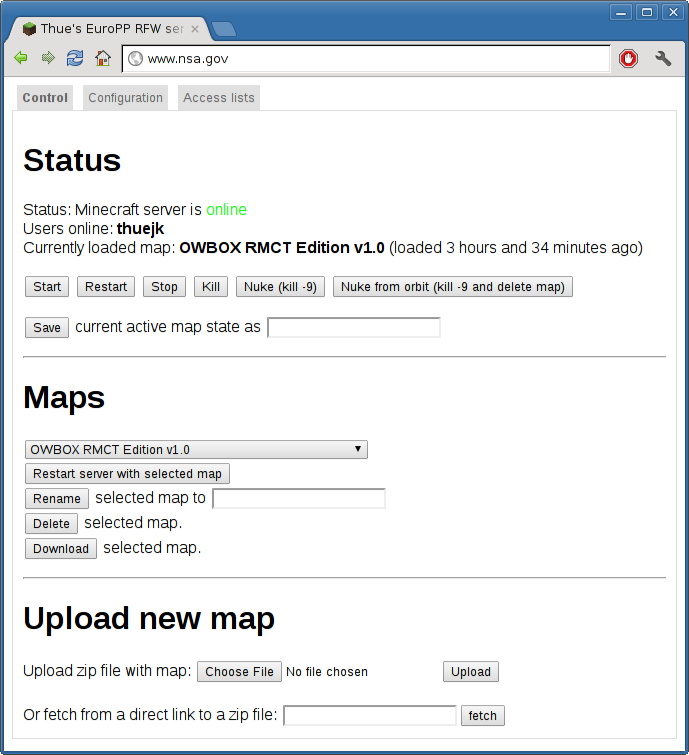 Thue's EuroPP RFW ser
www.nsa.gov
Control Configuration Access lists
Status
Status: Minecraft server is online
Users online: thuejk
Currently loaded map: OWBOX RMCT Edition v1.0 (loaded 3 hours and 34 minutes ago)
Start Restart Stop Kill Nuke (kill -9) Nuke from orbit (kill -9 and delete map)
Save current active map state as
Maps
OWBOX RMCT Edition v1.0
Restart server with selected map
Rename selected map to
Delete selected map.
Download selected map.
Upload new map
Upload zip file with map: Choose File No file chosen Upload
Or fetch from a direct link to a zip file: fetch